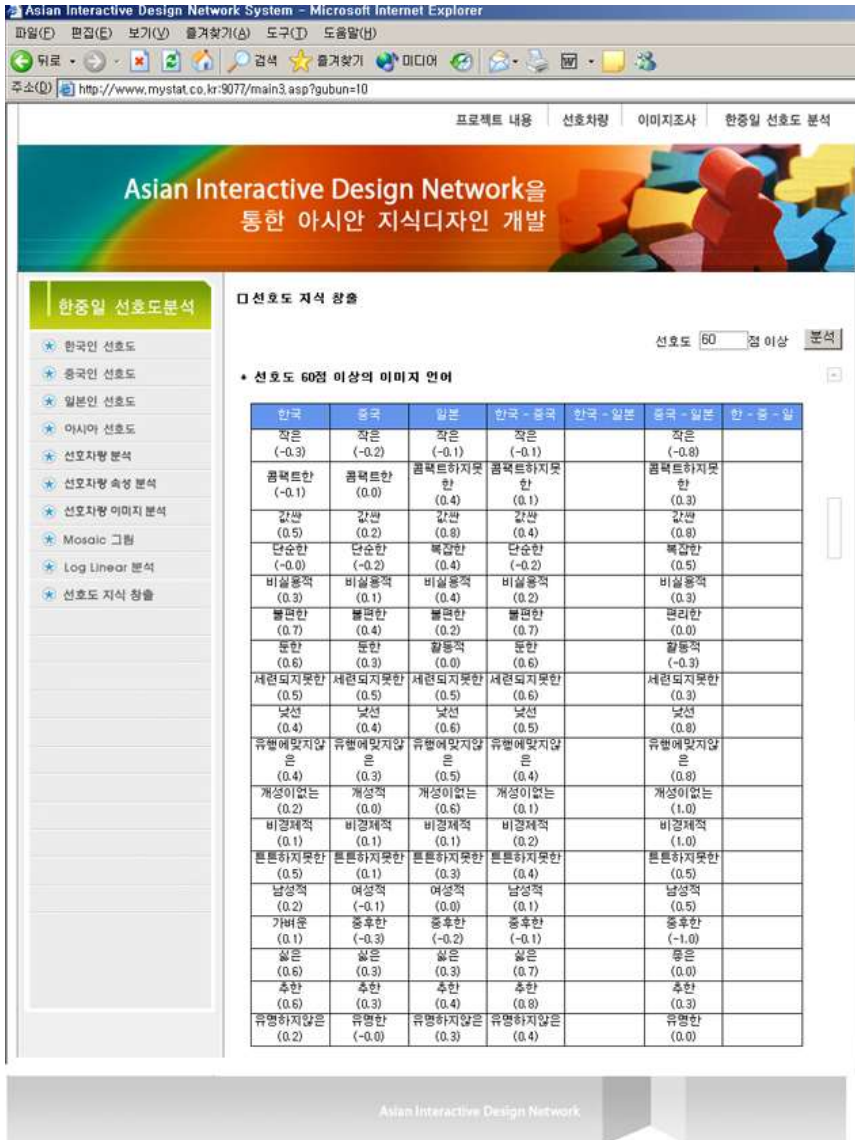 Asian Interactive Design Network System - Microsoft Internet Explorer
파일(F) 편집(E) 보기(V) 즐겨찾기(A) 도구(T) 도움말(H)
뒤로 검색 즐겨찾기 미디어
주소(D) http://www.mystat.co.kr:9077/main3.asp?gubun=10
프로젝트 내용 선호차량 이미지조사 한중일 선호도 분석
Asian Interactive Design Network을
통한 아시안 지식디자인 개발
한중일 선호도분석
한국인 선호도
중국인 선호도
일본인 선호도
아시아 선호도
선호차량 분석
선호차량 속성 분석
선호차량 이미지 분석
Mosaic 그림
Log Linear 분석
선호도 지식 창출
선호도 지식 창출
선호도 60 점 이상 분석
선호도 60점 이상의 이미지 언어
한국 중국 일본 한국 - 중국 한국 - 일본 중국 - 일본 한 - 중 - 일
작은 작은 작은 작은 작은
(-0.3) (-0.2) (-0.1) (-0.1) (-0.8)
콤팩트한 콤팩트한 콤팩트하지못한 콤팩트하지못한 콤팩트하지못한
(-0.1) (0.0) (0.4) (0.1) (0.3)
값싼 값싼 값싼 값싼 값싼
(0.5) (0.2) (0.8) (0.4) (0.8)
단순한 단순한 복잡한 단순한 복잡한
(-0.0) (-0.2) (0.4) (-0.2) (0.5)
비실용적 비실용적 비실용적 비실용적 비실용적
(0.3) (0.1) (0.4) (0.2) (0.3)
불편한 불편한 불편한 불편한 편리한
(0.7) (0.4) (0.2) (0.7) (0.0)
둔한 둔한 활동적 둔한 활동적
(0.6) (0.3) (0.0) (0.6) (-0.3)
세련되지못한 세련되지못한 세련되지못한 세련되지못한 세련되지못한
(0.5) (0.5) (0.5) (0.6) (0.3)
낯선 낯선 낯선 낯선 낯선
(0.4) (0.4) (0.6) (0.5) (0.8)
유행에맞지않은 유행에맞지않은 유행에맞지않은 유행에맞지않은 유행에맞지않은
(0.4) (0.3) (0.5) (0.4) (0.8)
개성이없는 개성적 개성이없는 개성이없는 개성이없는
(0.2) (0.0) (0.6) (0.1) (1.0)
비경제적 비경제적 비경제적 비경제적 비경제적
(0.1) (0.1) (0.1) (0.2) (1.0)
튼튼하지못한 튼튼하지못한 튼튼하지못한 튼튼하지못한 튼튼하지못한
(0.5) (0.1) (0.3) (0.4) (0.5)
남성적 여성적 여성적 남성적 남성적
(0.2) (-0.1) (0.0) (0.1) (0.5)
가벼운 중후한 중후한 중후한 중후한
(0.1) (-0.3) (-0.2) (-0.1) (-1.0)
싫은 싫은 싫은 싫은 좋은
(0.6) (0.3) (0.3) (0.7) (0.0)
추한 추한 추한 추한 추한
(0.6) (0.3) (0.4) (0.8) (0.3)
유명하지않은 유명한 유명하지않은 유명하지않은 유명한
(0.2) (-0.0) (0.3) (0.4) (0.0)
Asian Interactive Design Network